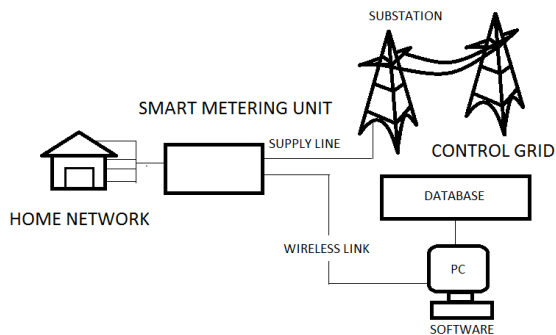 SUBSTATION
SMART METERING UNIT
SUPPLY LINE
CONTROL GRID
HOME NETWORK
DATABASE
WIRELESS LINK
PC
SOFTWARE